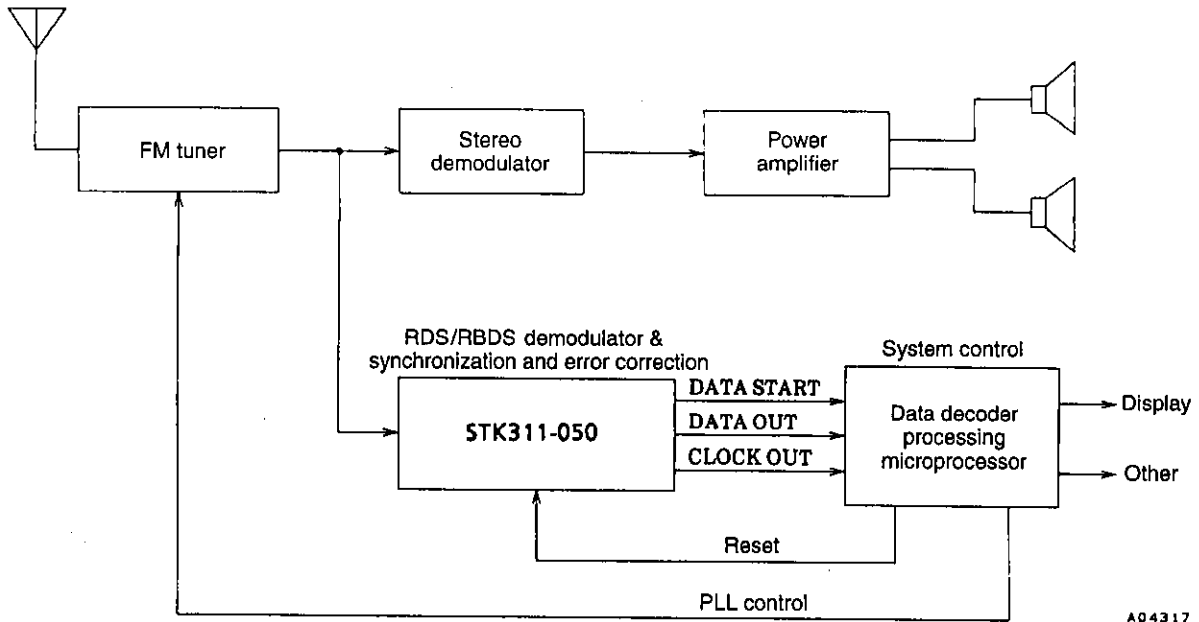 FM tuner
Stereo
demodulator
Power
amplifier
RDS/RBDS demodulator &
synchronization and error correction
STK311-050
DATA START
DATA OUT
CLOCK OUT
System control
Data decoder
processing
microprocessor
Display
Other
Reset
PLL control
A04317